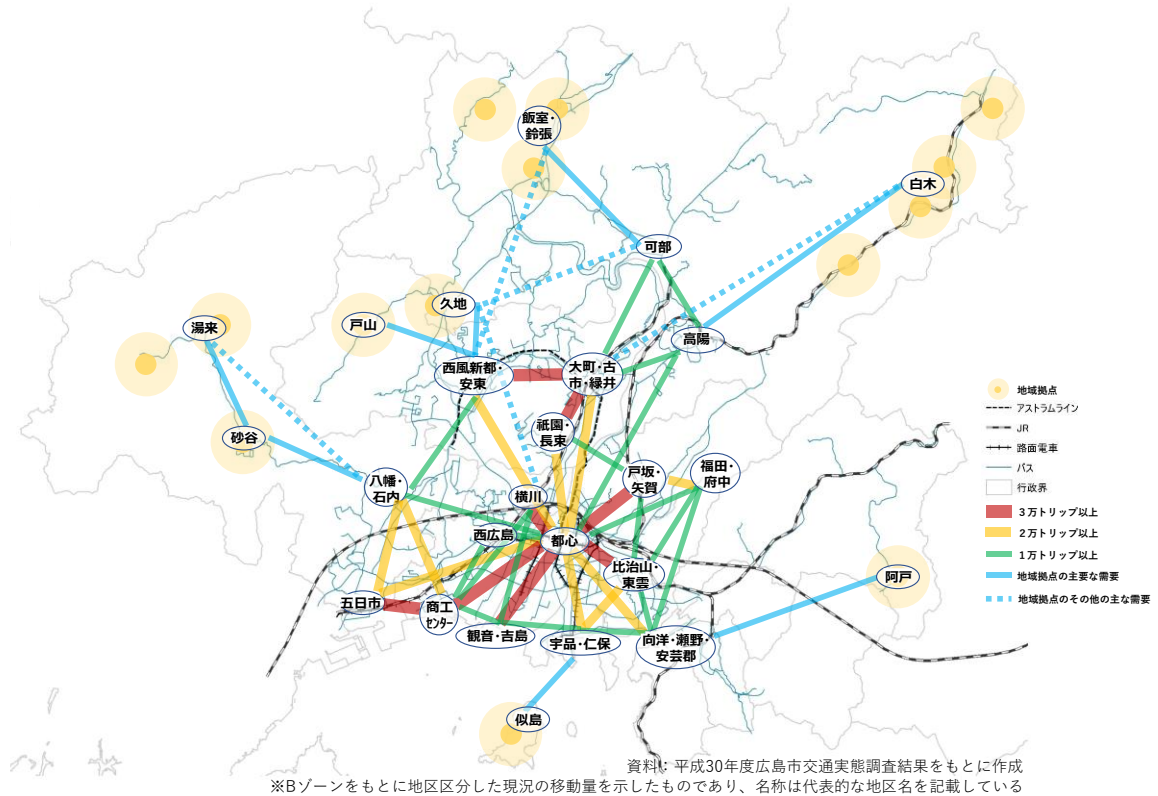 飯室・
鈴張
白木
可部
久地
湯来
戸山
高陽
西風新都・
安東
大町・古
市・緑井
地域拠点
アストラムライン
JR
路面電車
バス
行政界
３万トリップ以上
２万トリップ以上
１万トリップ以上
地域拠点の主要な需要
地域拠点のその他の主な需要
砂谷
祇園・
長束
八幡・
石内
戸坂・
矢賀
福田・
府中
横川
西広島
都心
比治山・
東雲
阿戸
五日市
商工
センター
観音・吉島
宇品・仁保
向洋・瀬野・
安芸郡
似島
資料：平成30年度広島市交通実態調査結果をもとに作成
※Bゾーンをもとに地区区分した現況の移動量を示したものであり、名称は代表的な地区名を記載している